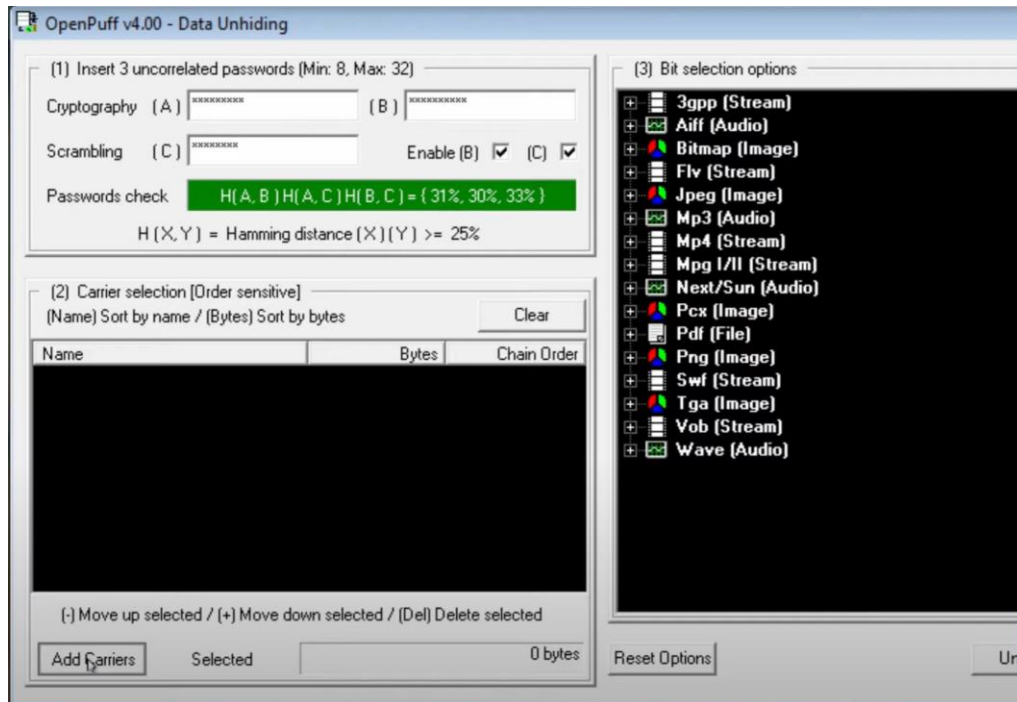 OpenPuff v4.00 - Data Unhiding
(1) Insert 3 uncorrelated passwords (Min: 8, Max: 32)
Cryptography (A) xxxxxxxxx (B) xxxxxxxxxx
Scrambling (C) xxxxxxxx Enable (B) (C)
Passwords check H( A, B ) H( A, C ) H( B, C ) = { 31%, 30%, 33% }
H ( X, Y ) = Hamming distance ( X ) ( Y ) >= 25%
(2) Carrier selection [Order sensitive]
(Name) Sort by name / (Bytes) Sort by bytes
Clear
Name Bytes Chain Order
(-) Move up selected / (+) Move down selected / (Del) Delete selected
Add Carriers Selected 0 bytes
(3) Bit selection options
3gpp (Stream)
Aiff (Audio)
Bitmap (Image)
Flv (Stream)
Jpeg (Image)
Mp3 (Audio)
Mp4 (Stream)
Mpg I/II (Stream)
Next/Sun (Audio)
Pcx (Image)
Pdf (File)
Png (Image)
Swf (Stream)
Tga (Image)
Vob (Stream)
Wave (Audio)
Reset Options
Un